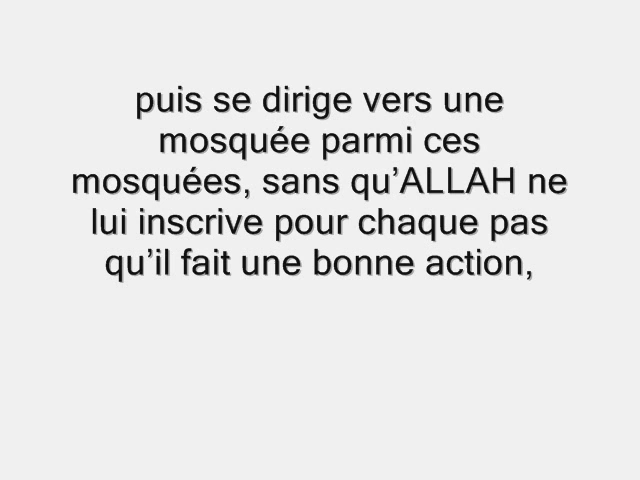 puis se dirige vers une
mosquée parmi ces
mosquées, sans qu’ALLAH ne
lui inscrive pour chaque pas
qu’il fait une bonne action,